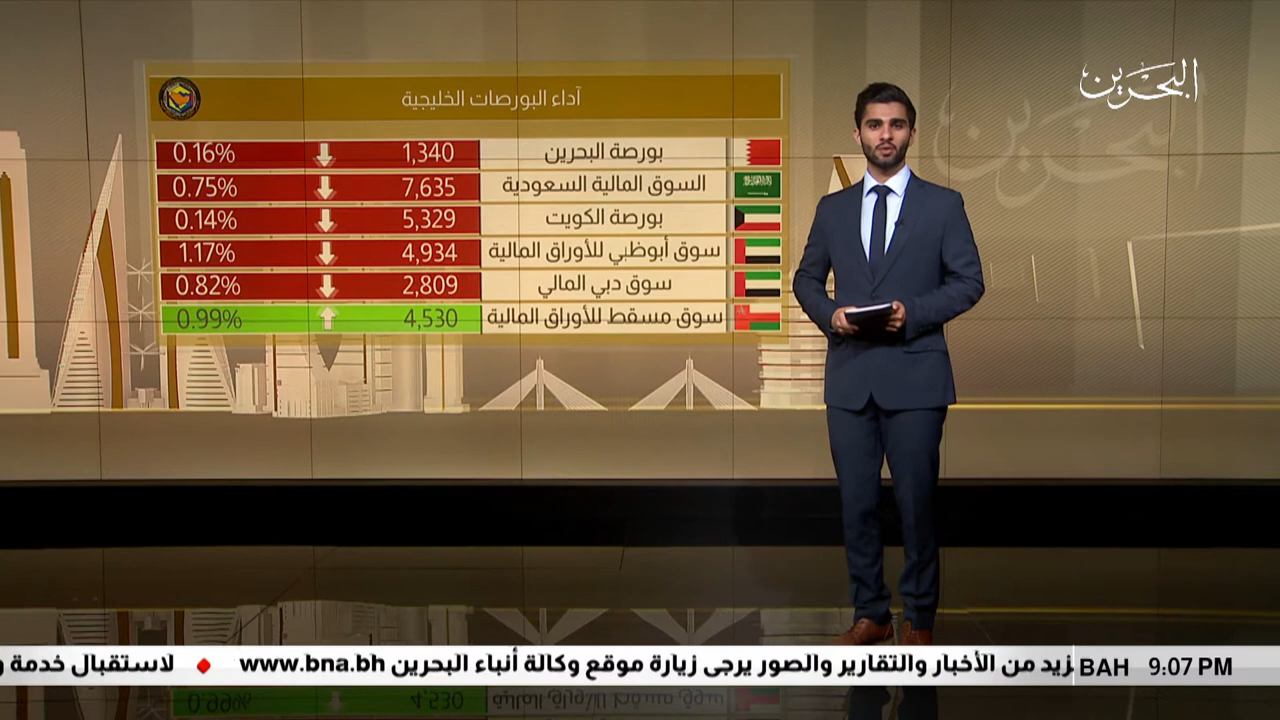 البحرين
آداء البورصات الخليجية
بورصة البحرين 1,340 0.16%
السوق المالية السعودية 7,635 0.75%
بورصة الكويت 5,329 0.14%
سوق أبوظبي للأوراق المالية 4,934 1.17%
سوق دبي المالي 2,809 0.82%
سوق مسقط للأوراق المالية 4,530 0.99%
من الأخبار والتقارير والصور يرجى زيارة موقع وكالة أنباء البحرين www.bna.bh لاستقبال خدمة
BAH 9:07 PM